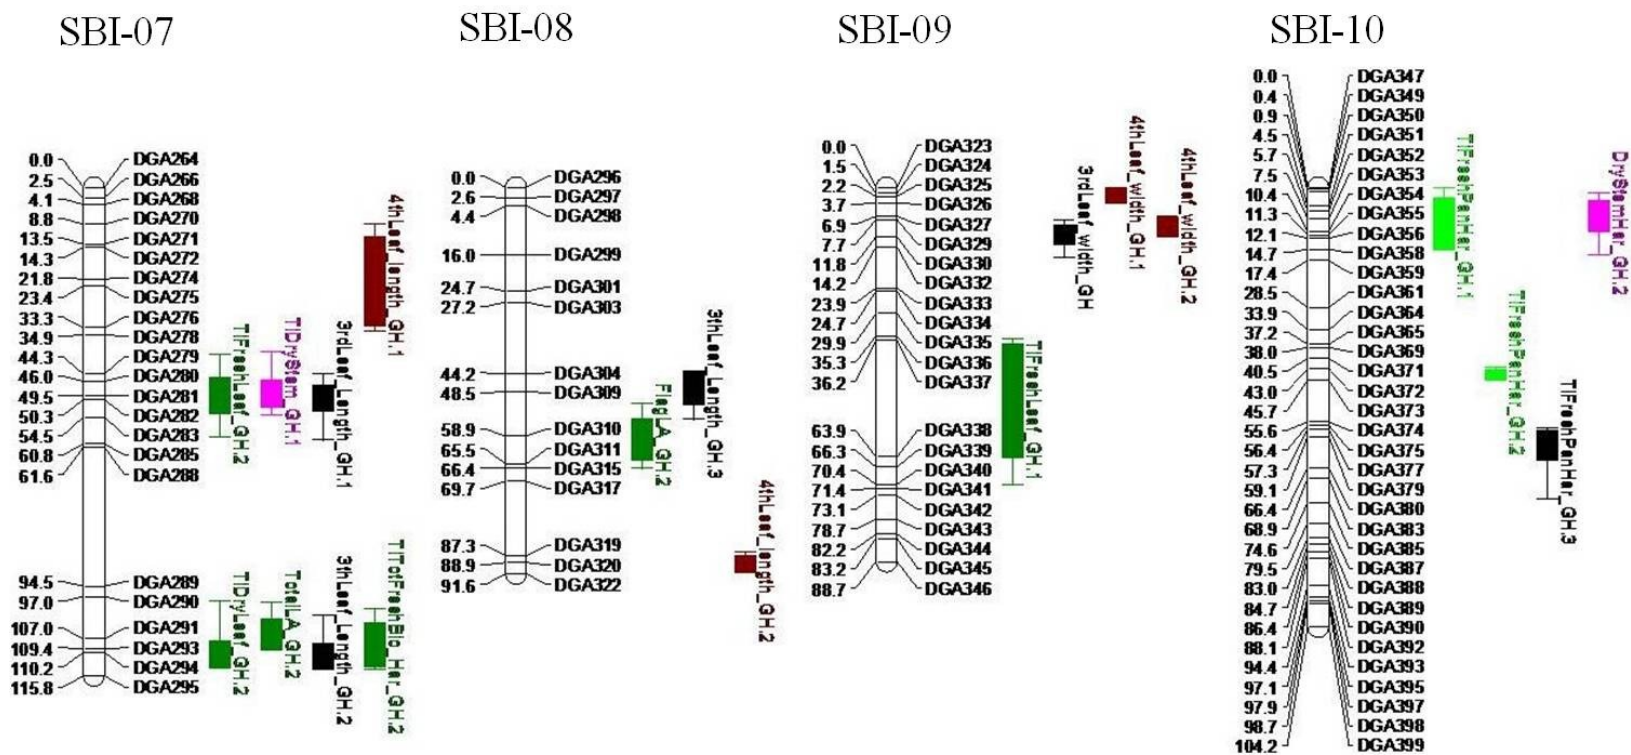 SBI-07
0.0 DGA264
2.5 DGA266
4.1 DGA268
8.8 DGA270
13.5 DGA271
14.3 DGA272
21.8 DGA274
23.4 DGA275
33.3 DGA276
34.9 DGA278
44.3 DGA279
46.0 DGA280
49.5 DGA281
50.3 DGA282
54.5 DGA283
60.8 DGA285
61.6 DGA288
94.5 DGA289
97.0 DGA290
107.0 DGA291
109.4 DGA293
110.2 DGA294
115.8 DGA295
TlFreshLeaf_GH.2
TlDryStem_GH.1
3rdLeaf_Length_GH.1
4thLeaf_length_GH.1
TlDryLeaf_GH.2
TotalLA_GH.2
3thLeaf_Length_GH.2
TlTotFreshBio_Har_GH.2
SBI-08
0.0 DGA296
2.6 DGA297
4.4 DGA298
16.0 DGA299
24.7 DGA301
27.2 DGA303
44.2 DGA304
48.5 DGA309
58.9 DGA310
65.5 DGA311
66.4 DGA315
69.7 DGA317
87.3 DGA319
88.9 DGA320
91.6 DGA322
FlagLA_GH.2
3thLeaf_Length_GH.3
4thLeaf_length_GH.2
SBI-09
0.0 DGA323
1.5 DGA324
2.2 DGA325
3.7 DGA326
6.9 DGA327
7.7 DGA329
11.8 DGA330
14.2 DGA332
23.9 DGA333
24.7 DGA334
29.9 DGA335
35.3 DGA336
36.2 DGA337
63.9 DGA338
66.3 DGA339
70.4 DGA340
71.4 DGA341
73.1 DGA342
78.7 DGA343
82.2 DGA344
83.2 DGA345
88.7 DGA346
TlFreshLeaf_GH.1
3rdLeaf_width_GH
4thLeaf_width_GH.1
4thLeaf_width_GH.2
SBI-10
0.0 DGA347
0.4 DGA349
0.9 DGA350
4.5 DGA351
5.7 DGA352
7.5 DGA353
10.4 DGA354
11.3 DGA355
12.1 DGA356
14.7 DGA358
17.4 DGA359
28.5 DGA361
33.9 DGA364
37.2 DGA365
38.0 DGA369
40.5 DGA371
43.0 DGA372
45.7 DGA373
55.6 DGA374
56.4 DGA375
57.3 DGA377
59.1 DGA379
66.4 DGA380
68.9 DGA383
74.6 DGA385
79.5 DGA387
83.0 DGA388
84.7 DGA389
86.4 DGA390
88.1 DGA392
94.4 DGA393
97.1 DGA395
97.9 DGA397
98.7 DGA398
104.2 DGA399
TlFreshPanHar_GH.1
TlFreshPanHar_GH.2
TlFreshPanHar_GH.3
DryStemHar_GH.2